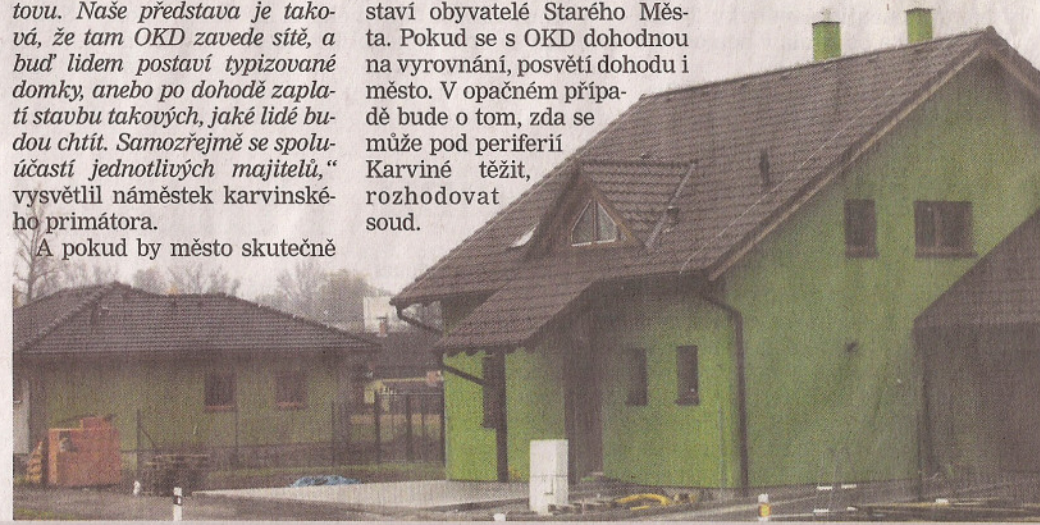 tovu. Naše představa je tako-
vá, že tam OKD zavede sítě, a
buď lidem postaví typizované
domky, anebo po dohodě zapla-
tí stavbu takových, jaké lidé bu-
dou chtít. Samozřejmě se spolu-
účastí jednotlivých majitelů,“
vysvětlil náměstek karvinské-
ho primátora.
A pokud by město skutečně
staví obyvatelé Starého Měs-
ta. Pokud se s OKD dohodnou
na vyrovnání, posvětí dohodu i
město. V opačném přípa-
dě bude o tom, zda se
může pod periferií
Karviné těžit,
rozhodovat
soud.